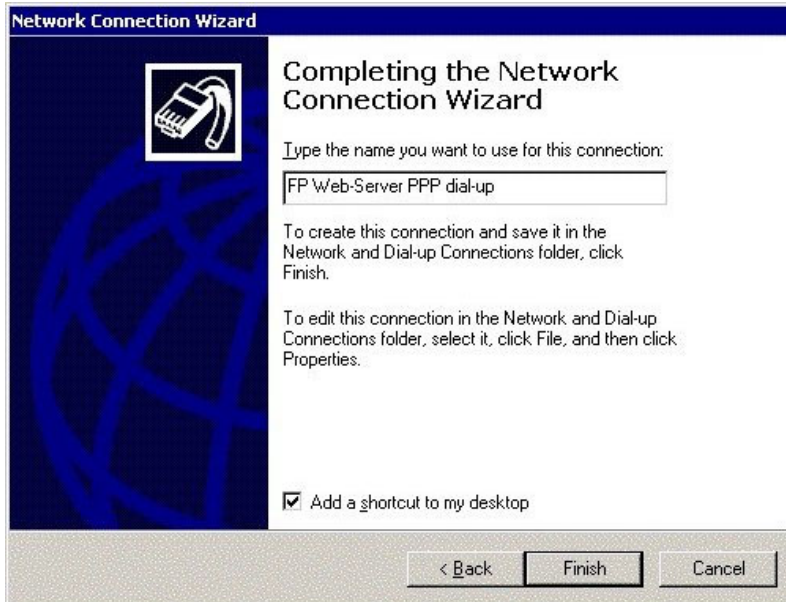 Network Connection Wizard
Completing the Network
Connection Wizard
Type the name you want to use for this connection:
FP Web-Server PPP dial-up
To create this connection and save it in the
Network and Dial-up Connections folder, click
Finish.
To edit this connection in the Network and Dial-up
Connections folder, select it, click File, and then click
Properties.
Add a shortcut to my desktop
< Back Finish Cancel